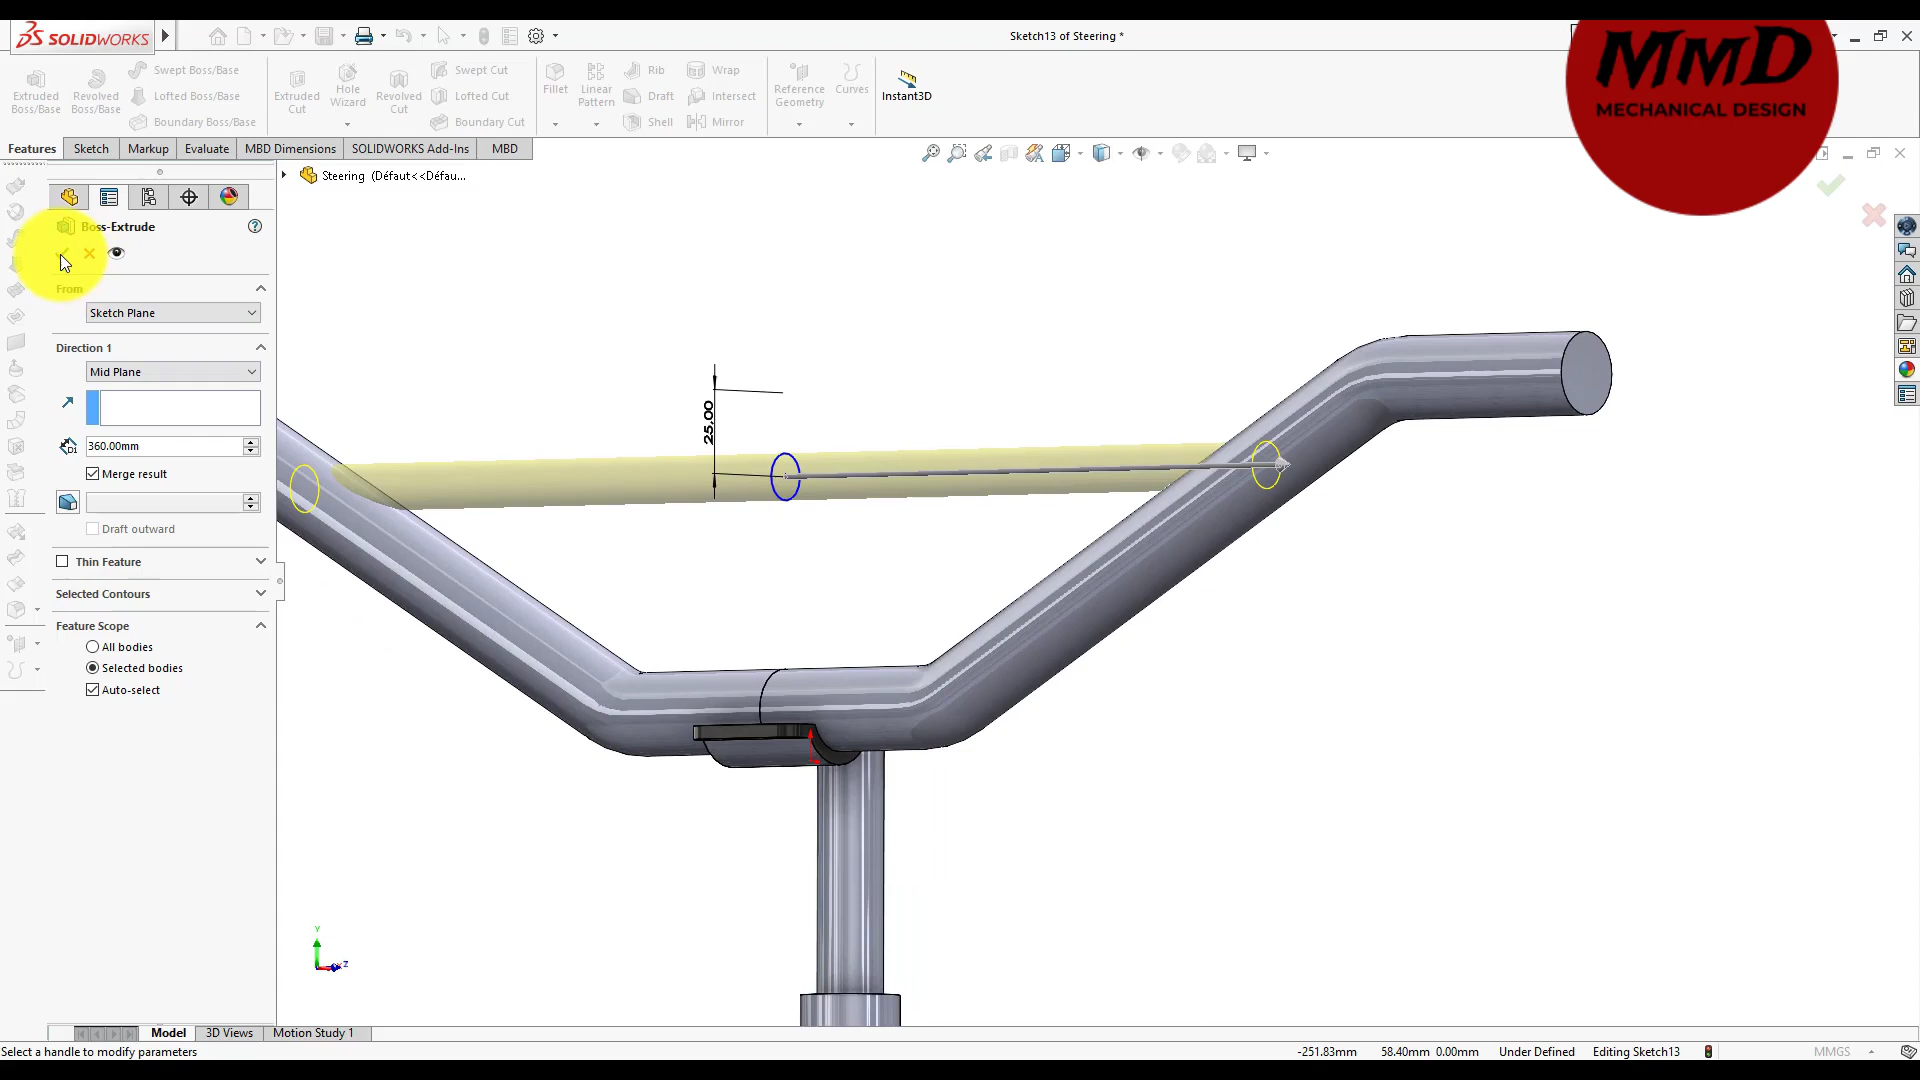 SOLIDWORKS
Sketch13 of Steering *
MMD
MECHANICAL DESIGN
Extruded Boss/Base
Revolved Boss/Base
Swept Boss/Base
Lofted Boss/Base
Boundary Boss/Base
Extruded Cut
Hole Wizard
Revolved Cut
Swept Cut
Lofted Cut
Boundary Cut
Fillet
Linear Pattern
Rib
Draft
Shell
Wrap
Intersect
Mirror
Reference Geometry
Curves
Instant3D
Features
Sketch
Markup
Evaluate
MBD Dimensions
SOLIDWORKS Add-Ins
MBD
Steering (Défaut<<Défau...
Boss-Extrude
From
Sketch Plane
Direction 1
Mid Plane
D1
360.00mm
Merge result
Draft outward
Thin Feature
Selected Contours
Feature Scope
All bodies
Selected bodies
Auto-select
25,00
Y
Z
Model
3D Views
Motion Study 1
Select a handle to modify parameters
-251.83mm
58.40mm 0.00mm
Under Defined
Editing Sketch13
MMGS